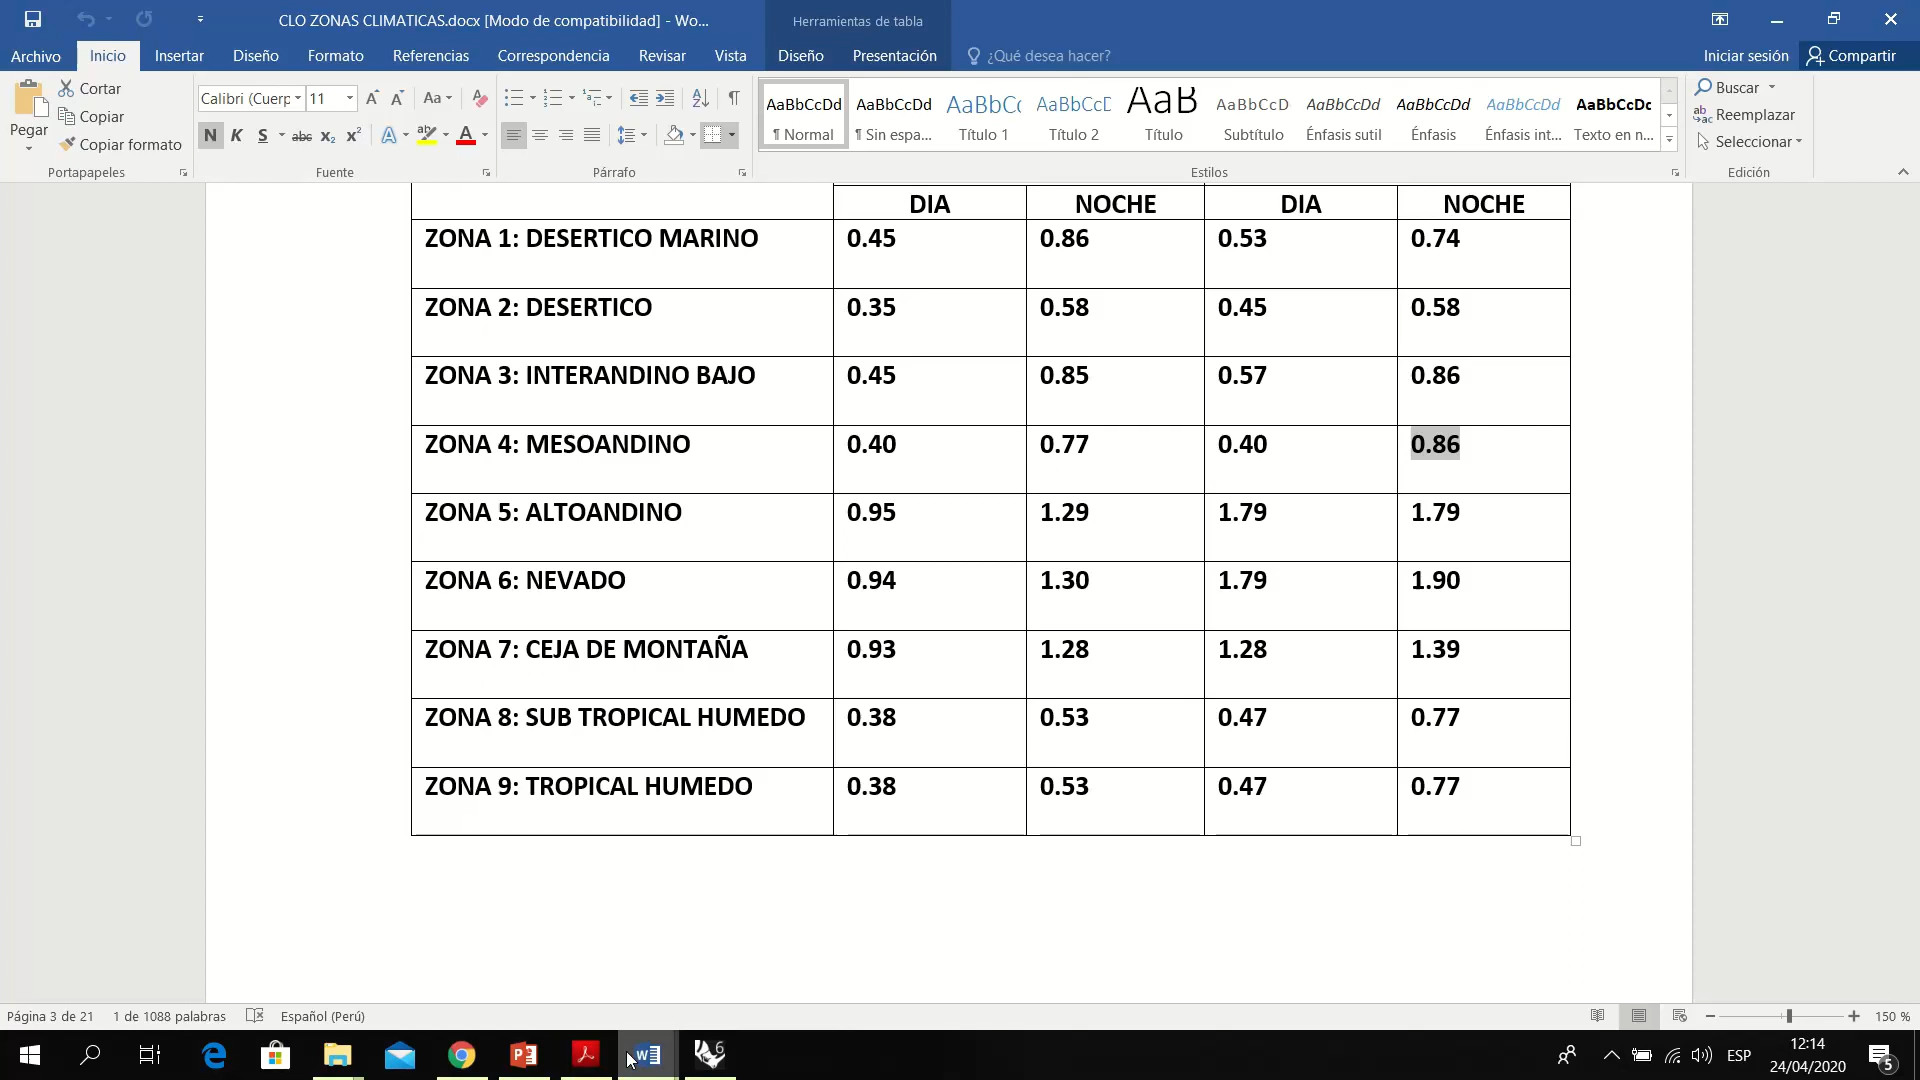 CLO ZONAS CLIMATICAS.docx [Modo de compatibilidad] - Wo...
Herramientas de tabla
Archivo Inicio Insertar Diseño Formato Referencias Correspondencia Revisar Vista Diseño Presentación ¿Qué desea hacer? Iniciar sesión Compartir
Pegar
Cortar
Copiar
Copiar formato
Portapapeles
Calibri (Cuerp 11
Aa
N K S abc x₂ x² A ab A
Fuente
Párrafo
AaBbCcDd AaBbCcDd AaBbC AaBbCcD AaB AaBbCcD AaBbCcDd AaBbCcDd AaBbCcDd AaBbCcDc
¶ Normal ¶ Sin espa... Título 1 Título 2 Título Subtítulo Énfasis sutil Énfasis Énfasis int... Texto en n...
Estilos
Buscar
Reemplazar
Seleccionar
Edición
DIA NOCHE DIA NOCHE
ZONA 1: DESERTICO MARINO 0.45 0.86 0.53 0.74
ZONA 2: DESERTICO 0.35 0.58 0.45 0.58
ZONA 3: INTERANDINO BAJO 0.45 0.85 0.57 0.86
ZONA 4: MESOANDINO 0.40 0.77 0.40 0.86
ZONA 5: ALTOANDINO 0.95 1.29 1.79 1.79
ZONA 6: NEVADO 0.94 1.30 1.79 1.90
ZONA 7: CEJA DE MONTAÑA 0.93 1.28 1.28 1.39
ZONA 8: SUB TROPICAL HUMEDO 0.38 0.53 0.47 0.77
ZONA 9: TROPICAL HUMEDO 0.38 0.53 0.47 0.77
Página 3 de 21 1 de 1088 palabras Español (Perú) 150 %
ESP
12:14
24/04/2020
5